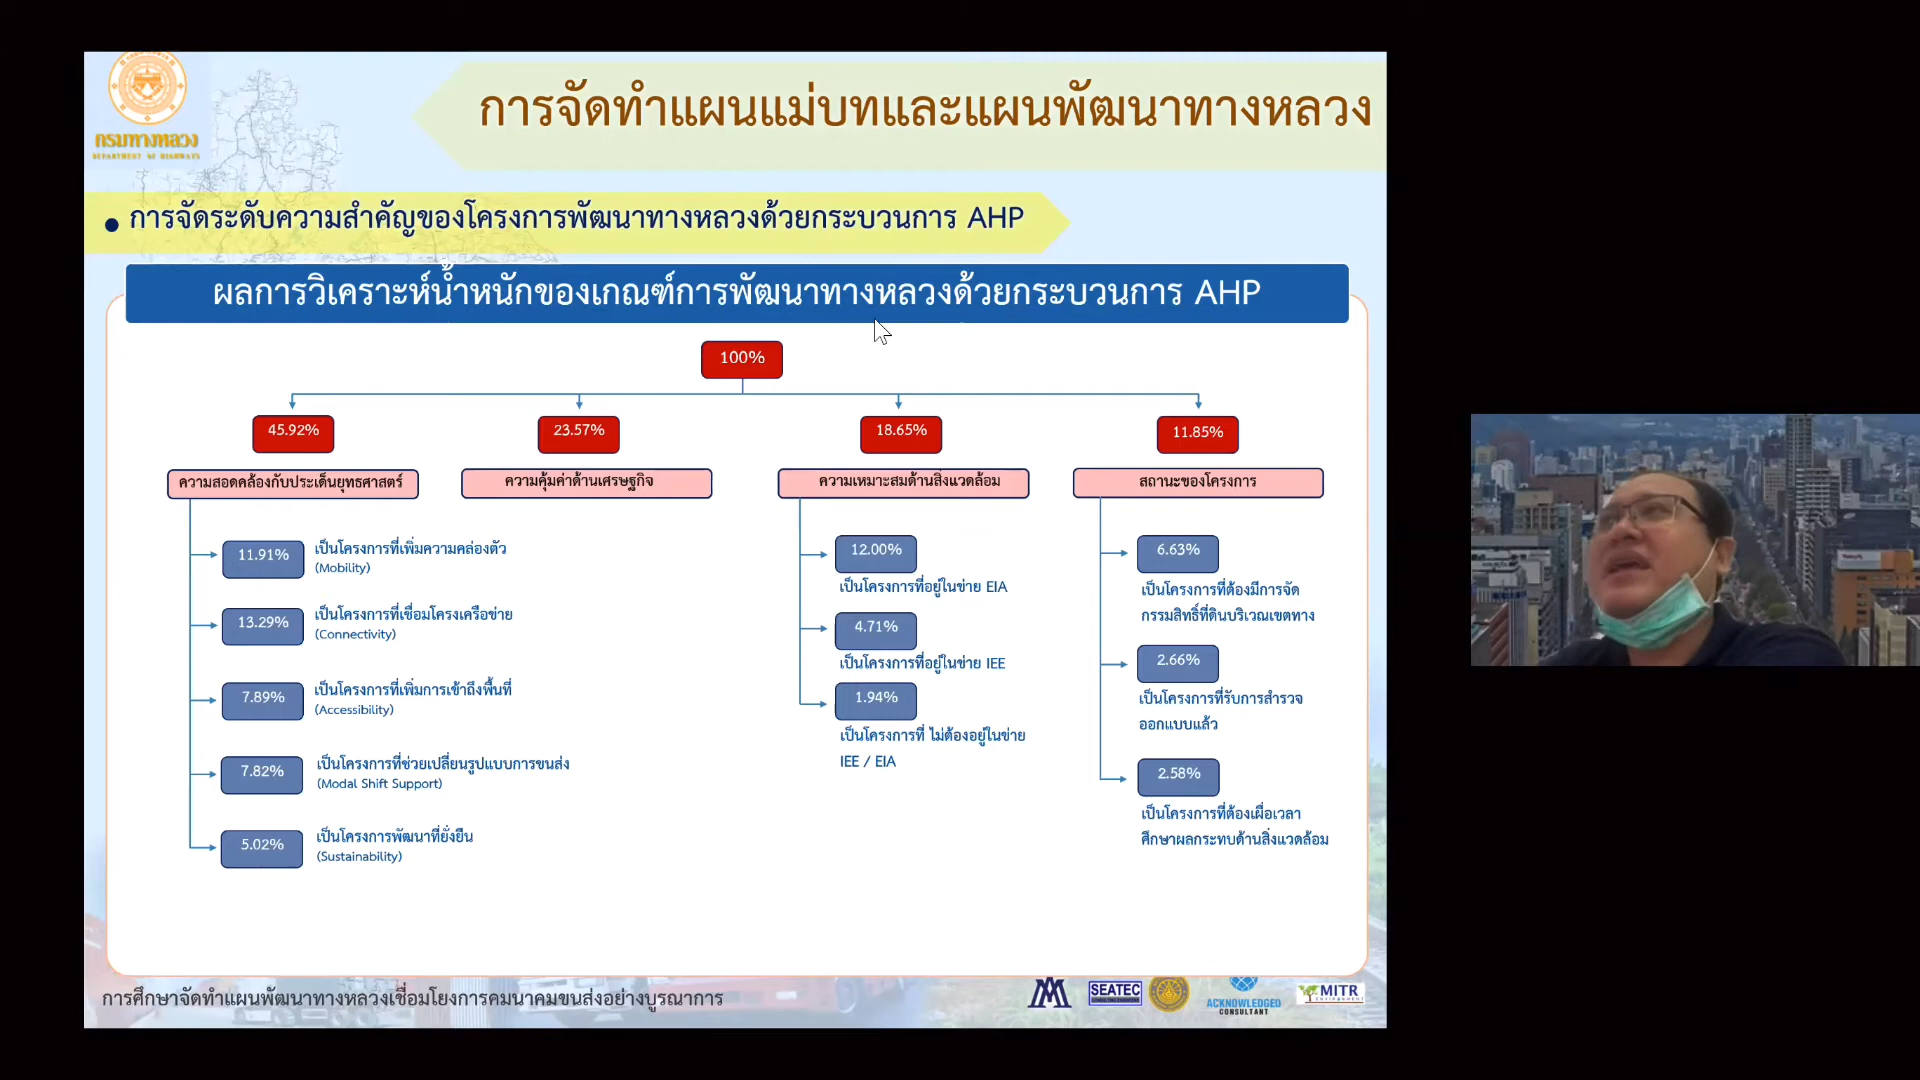 กรมทางหลวง
DEPARTMENT OF HIGHWAYS
การจัดทำแผนแม่บทและแผนพัฒนาทางหลวง
• การจัดระดับความสำคัญของโครงการพัฒนาทางหลวงด้วยกระบวนการ AHP
ผลการวิเคราะห์น้ำหนักของเกณฑ์การพัฒนาทางหลวงด้วยกระบวนการ AHP
100%
45.92%
ความสอดคล้องกับประเด็นยุทธศาสตร์
11.91%
เป็นโครงการที่เพิ่มความคล่องตัว
(Mobility)
13.29%
เป็นโครงการที่เชื่อมโครงเครือข่าย
(Connectivity)
7.89%
เป็นโครงการที่เพิ่มการเข้าถึงพื้นที่
(Accessibility)
7.82%
เป็นโครงการที่ช่วยเปลี่ยนรูปแบบการขนส่ง
(Modal Shift Support)
5.02%
เป็นโครงการพัฒนาที่ยั่งยืน
(Sustainability)
23.57%
ความคุ้มค่าด้านเศรษฐกิจ
18.65%
ความเหมาะสมด้านสิ่งแวดล้อม
12.00%
เป็นโครงการที่อยู่ในข่าย EIA
4.71%
เป็นโครงการที่อยู่ในข่าย IEE
1.94%
เป็นโครงการที่ ไม่ต้องอยู่ในข่าย
IEE / EIA
11.85%
สถานะของโครงการ
6.63%
เป็นโครงการที่ต้องมีการจัด
กรรมสิทธิ์ที่ดินบริเวณเขตทาง
2.66%
เป็นโครงการที่รับการสำรวจ
ออกแบบแล้ว
2.58%
เป็นโครงการที่ต้องเผื่อเวลา
ศึกษาผลกระทบด้านสิ่งแวดล้อม
การศึกษาจัดทำแผนพัฒนาทางหลวงเชื่อมโยงการคมนาคมขนส่งอย่างบูรณาการ
SEATEC
ACKNOWLEDGED
CONSULTANT
MITR